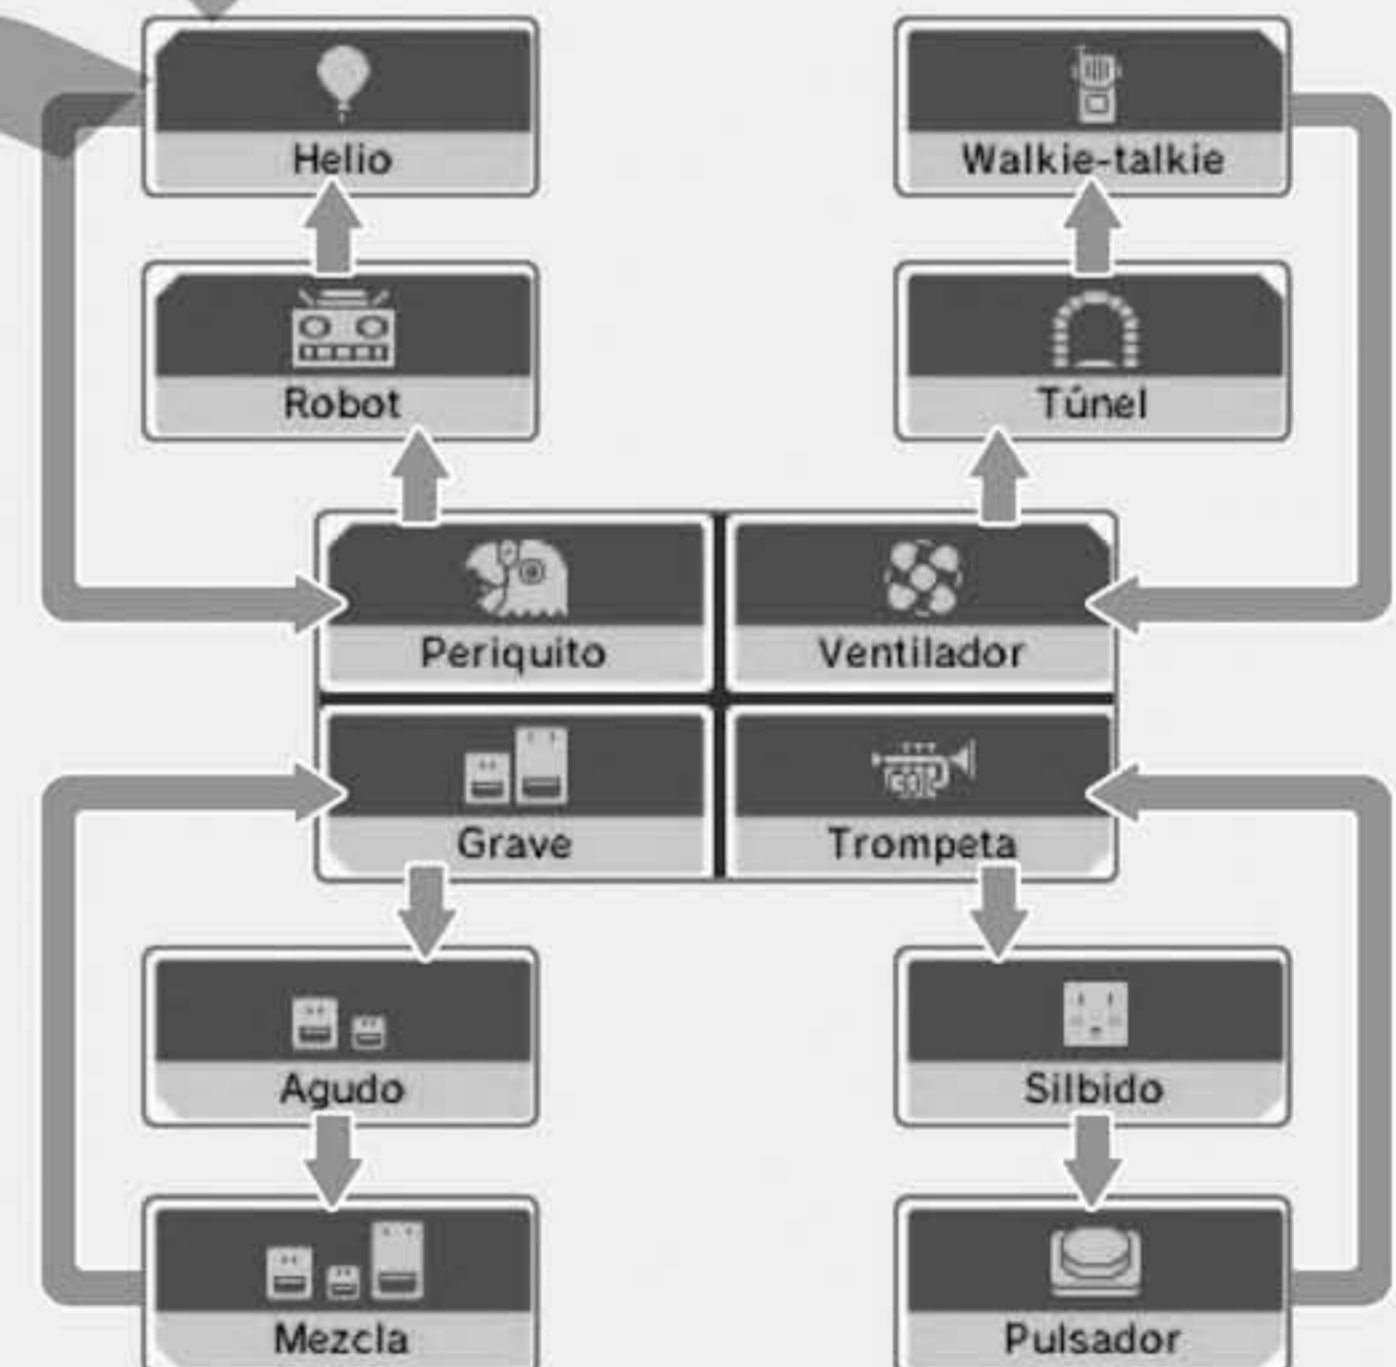 Helio
Walkie-talkie
Robot
Túnel
Periquito
Ventilador
Grave
Trompeta
Agudo
Silbido
Mezcla
Pulsador